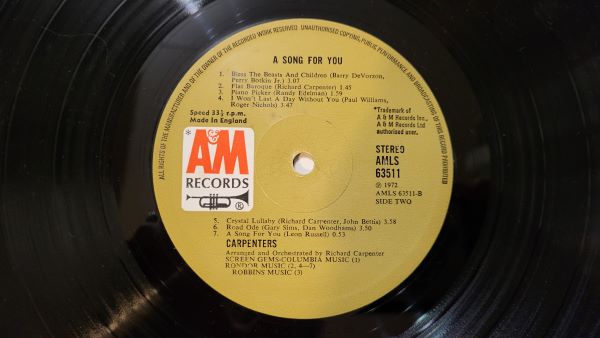 ALL RIGHTS OF THE MANUFACTURER AND OF THE OWNER OF THE RECORDED WORK RESERVED. UNAUTHORISED COPYING, PUBLIC PERFORMANCE AND BROADCASTING OF THIS RECORD PROHIBITED
A SONG FOR YOU
1. Bless The Beasts And Children (Barry DeVorzon,
Perry Botkin Jr.) 3.07
2. Flat Baroque (Richard Carpenter) 1.45
3. Piano Picker (Randy Edelman) 1.59
4. I Won't Last A Day Without You (Paul Williams,
Roger Nichols) 3.47
Speed 33⅓ r.p.m.
Made in England
*Trademark of
A & M Records Inc.,
A & M Records Ltd
authorised user.
* A&M
RECORDS
®
STEREO
AMLS
63511
℗ 1972
AMLS 63511-B
SIDE TWO
5. Crystal Lullaby (Richard Carpenter, John Bettis) 3.58
6. Road Ode (Gary Sims, Dan Woodhams) 3.50
7. A Song For You (Leon Russell) 0.53
CARPENTERS
Arranged and Orchestrated by Richard Carpenter
SCREEN GEMS-COLUMBIA MUSIC (1)
RONDOR MUSIC (2, 4—7)
ROBBINS MUSIC (3)